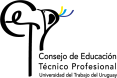 Consejo de Educación
Técnico Profesional
Universidad del Trabajo del Uruguay